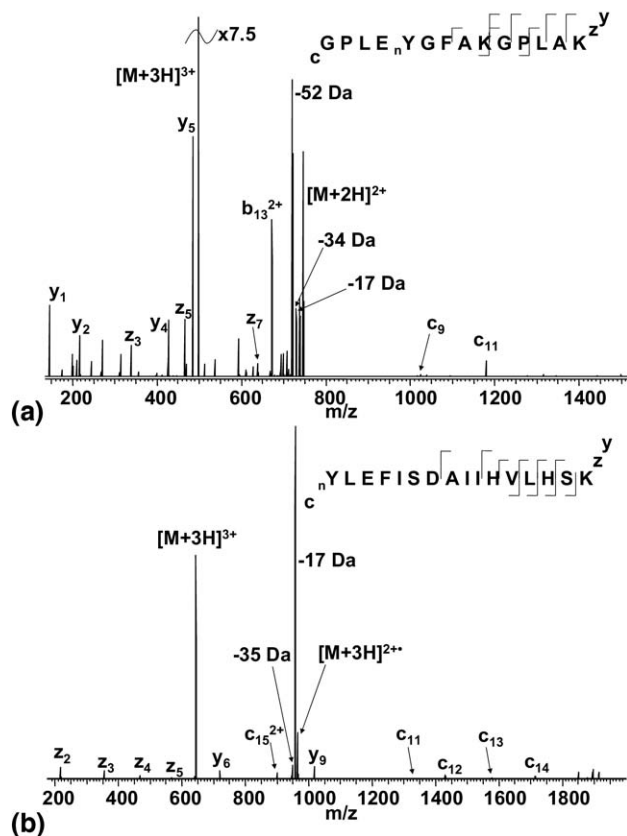 x7.5
[M+3H]³⁺
c GPLE ₙYGFAKGPLAK z y
-52 Da
y₅
[M+2H]²⁺
b₁₃²⁺
-34 Da
-17 Da
y₁
y₂
z₃
y₄
z₅
z₇
c₉
c₁₁
200 400 600 800 1000 1200 1400
m/z
(a)
c ₙYLEFISDAIIHVLHSK z y
[M+3H]³⁺
-17 Da
-35 Da
[M+3H]²⁺•
z₂
z₃
z₄
z₅
y₆
c₁₅²⁺
y₉
c₁₁
c₁₂
c₁₃
c₁₄
200 400 600 800 1000 1200 1400 1600 1800
m/z
(b)